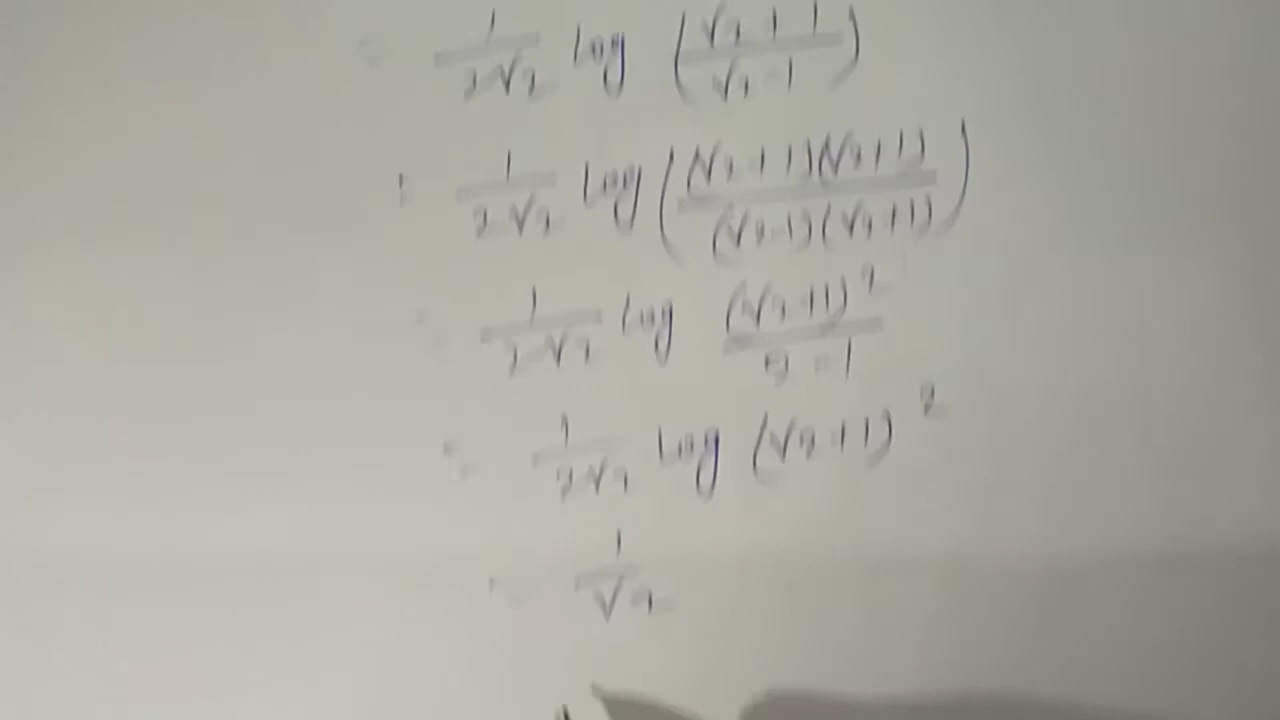 = 1/2√2 log (√2+1/√2-1)
= 1/2√2 log ((√2+1)(√2+1)/(√2-1)(√2+1))
= 1/2√2 log (√2+1)²/2-1
= 1/2√2 log (√2+1)²
= 1/√2